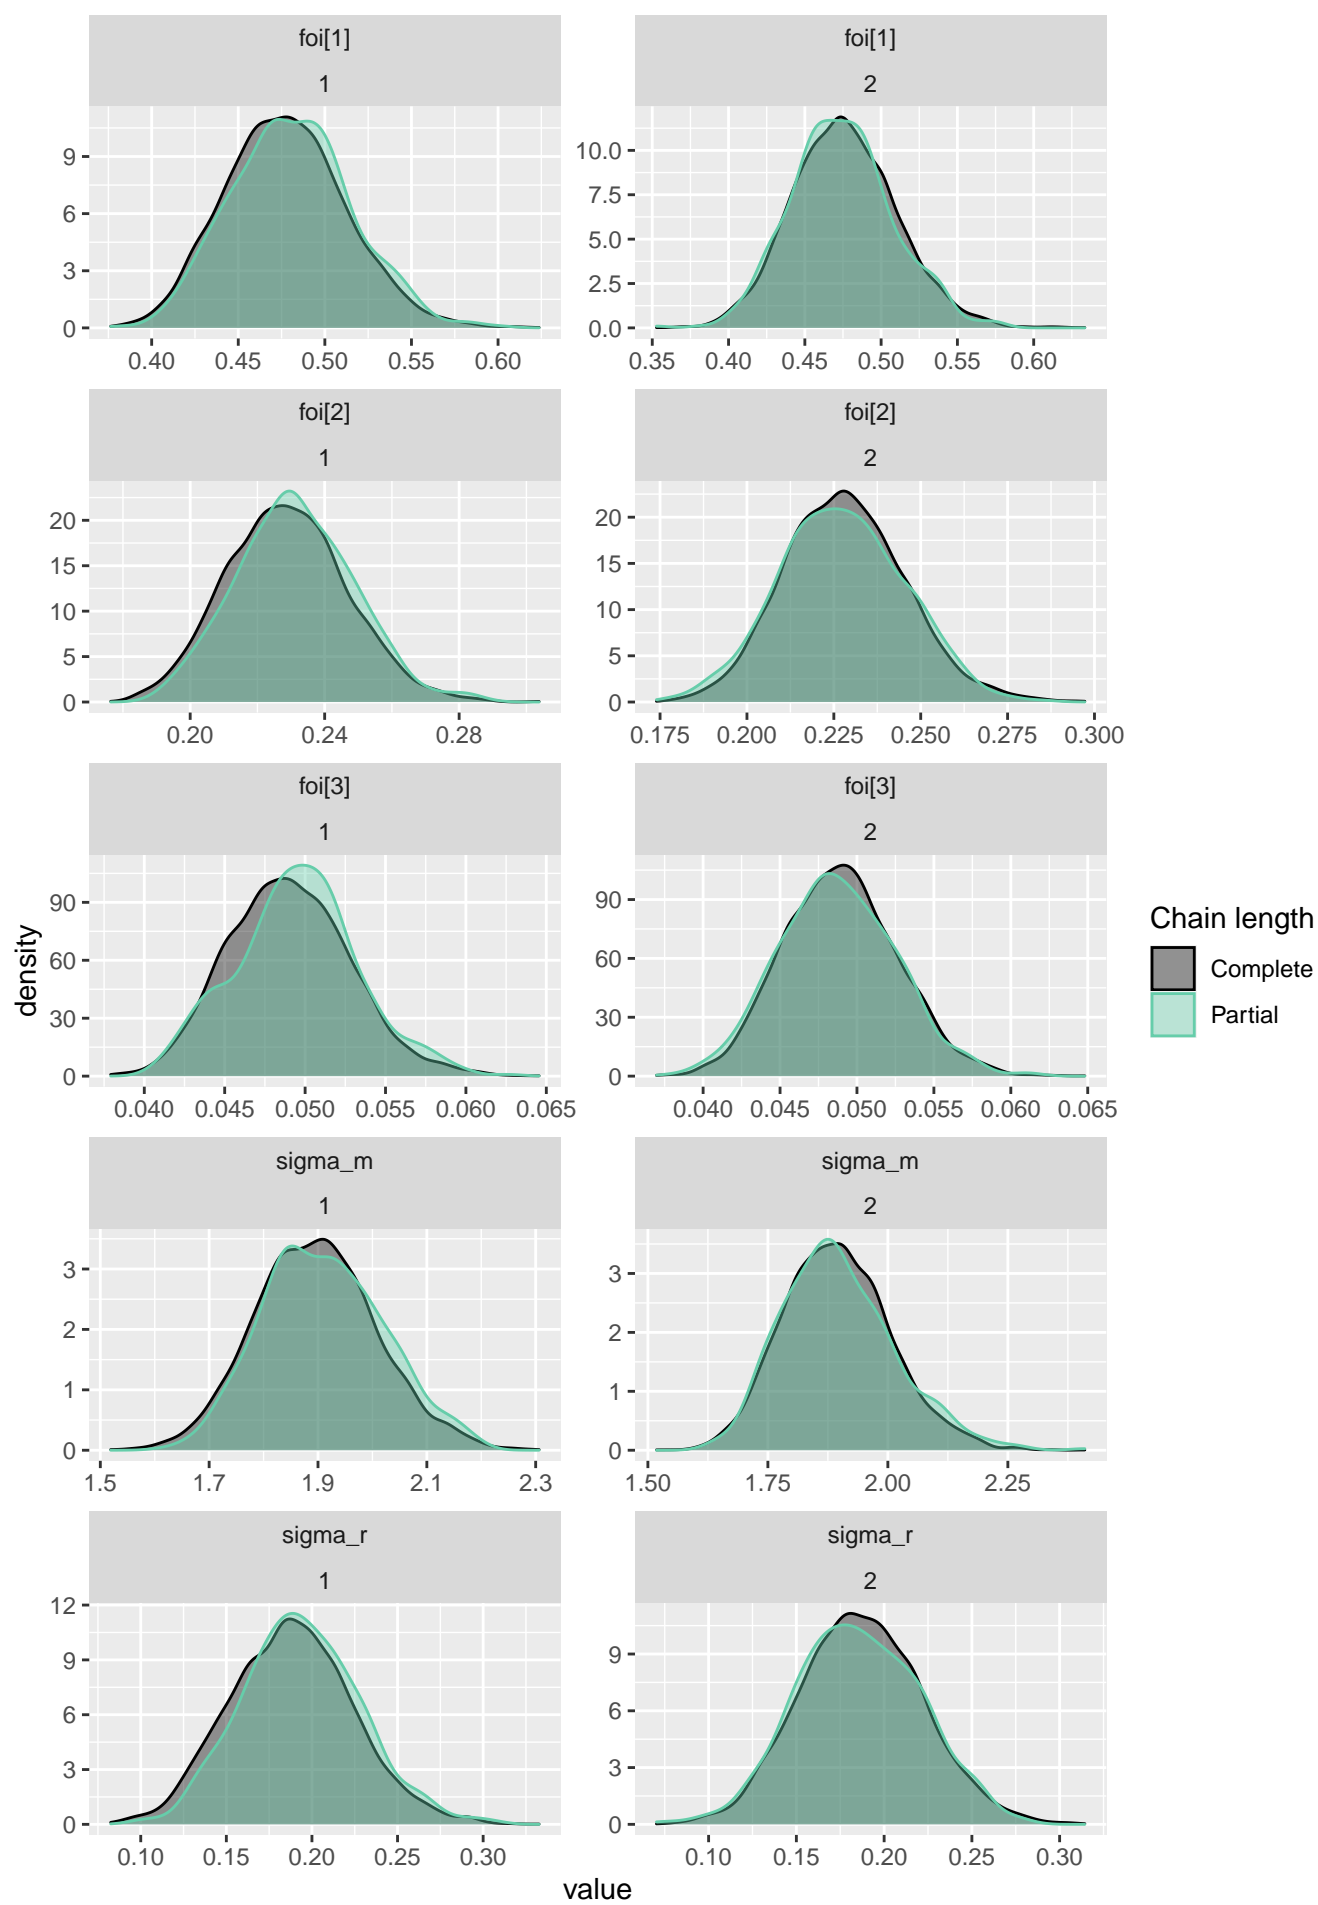 foi[1] foi[1]
1 2
9
6
3
0
10.0
7.5
5.0
2.5
0.0
0.40 0.45 0.50 0.55 0.60
0.35 0.40 0.45 0.50 0.55 0.60
foi[2] foi[2]
1 2
20
15
10
5
0
20
15
10
5
0
0.20 0.24 0.28
0.175 0.200 0.225 0.250 0.275 0.300
foi[3] foi[3]
1 2
90
60
30
0
90
60
30
0
0.040 0.045 0.050 0.055 0.060 0.065
0.040 0.045 0.050 0.055 0.060 0.065
density
Chain length
Complete
Partial
sigma_m sigma_m
1 2
3
2
1
0
3
2
1
0
1.5 1.7 1.9 2.1 2.3
1.50 1.75 2.00 2.25
sigma_r sigma_r
1 2
12
9
6
3
0
9
6
3
0
0.10 0.15 0.20 0.25 0.30
0.10 0.15 0.20 0.25 0.30
value